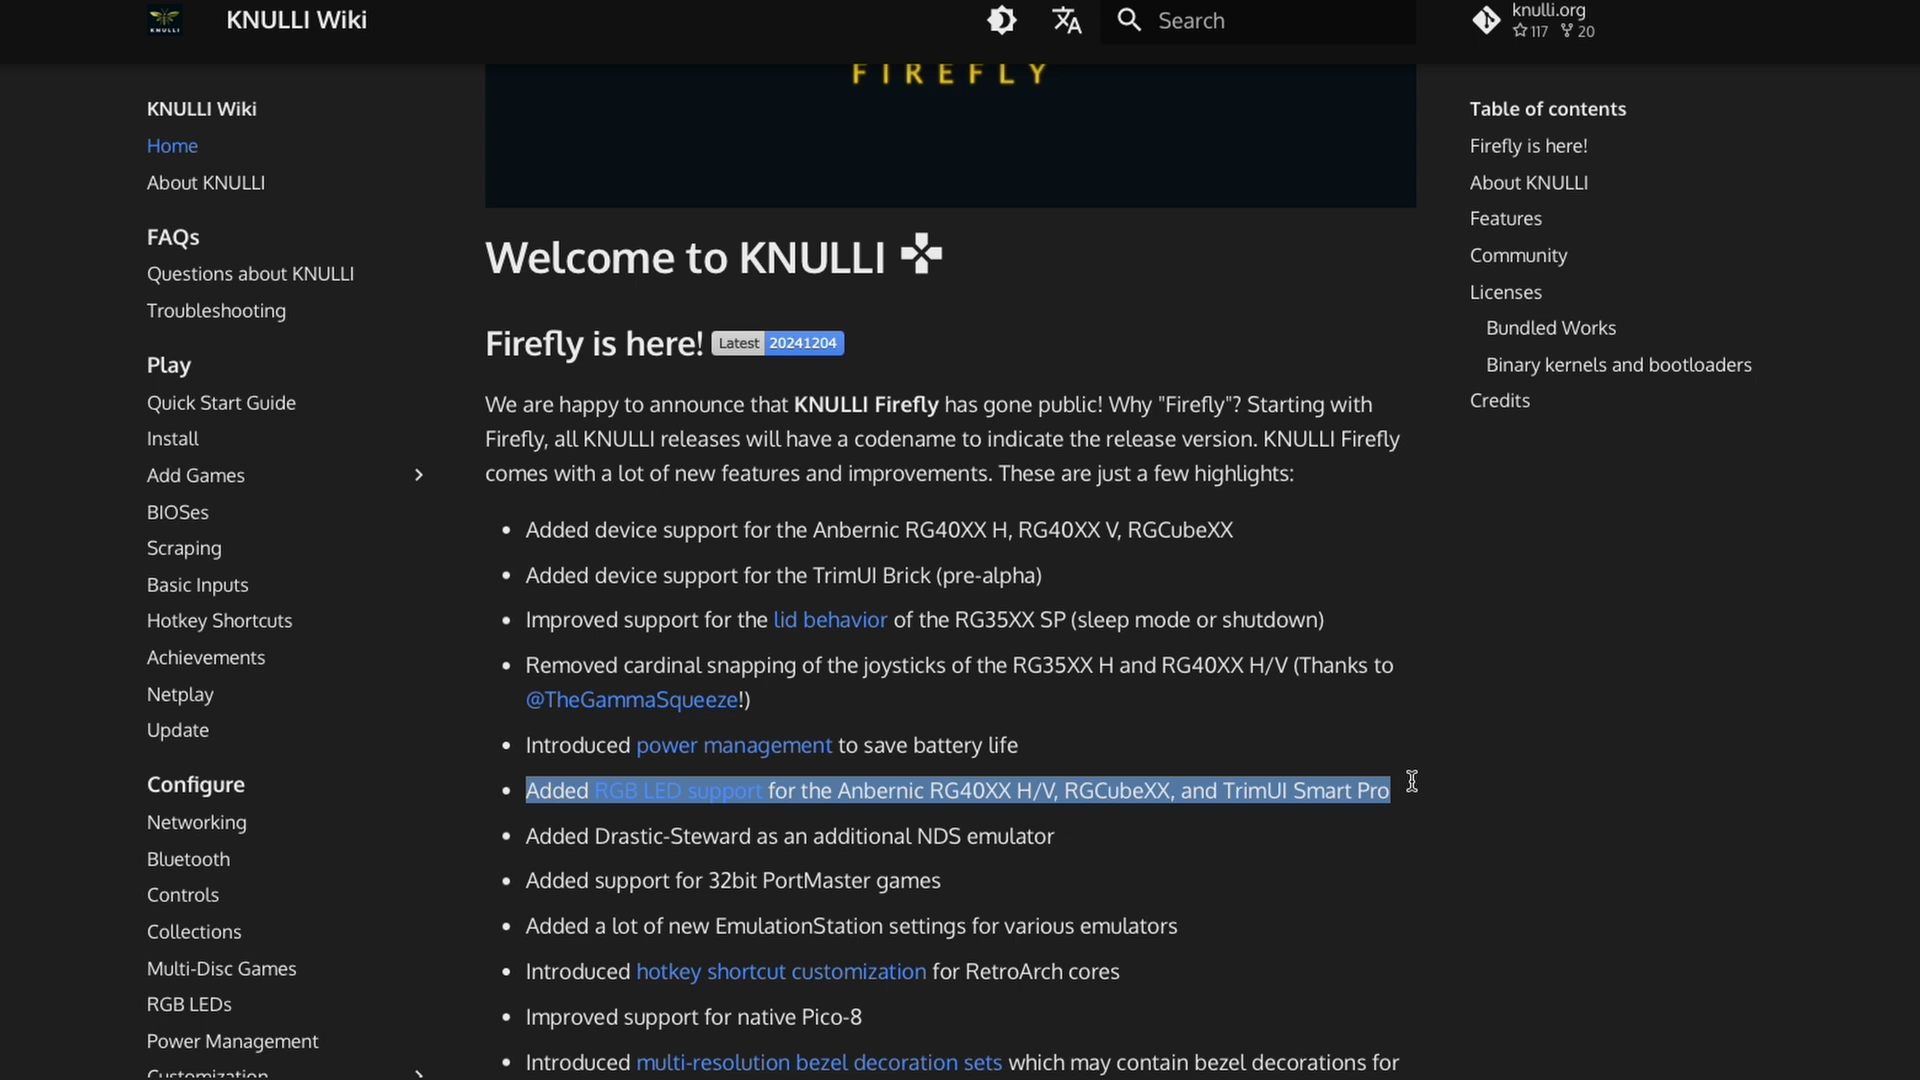 KNULLI
KNULLI Wiki
Search
knulli.org
117 20
FIREFLY
KNULLI Wiki
Home
About KNULLI
FAQs
Questions about KNULLI
Troubleshooting
Play
Quick Start Guide
Install
Add Games
BIOSes
Scraping
Basic Inputs
Hotkey Shortcuts
Achievements
Netplay
Update
Configure
Networking
Bluetooth
Controls
Collections
Multi-Disc Games
RGB LEDs
Power Management
Customization
Welcome to KNULLI
Firefly is here! Latest 20241204
We are happy to announce that KNULLI Firefly has gone public! Why "Firefly"? Starting with
Firefly, all KNULLI releases will have a codename to indicate the release version. KNULLI Firefly
comes with a lot of new features and improvements. These are just a few highlights:
• Added device support for the Anbernic RG40XX H, RG40XX V, RGCubeXX
• Added device support for the TrimUI Brick (pre-alpha)
• Improved support for the lid behavior of the RG35XX SP (sleep mode or shutdown)
• Removed cardinal snapping of the joysticks of the RG35XX H and RG40XX H/V (Thanks to
@TheGammaSqueeze!)
• Introduced power management to save battery life
• Added RGB LED support for the Anbernic RG40XX H/V, RGCubeXX, and TrimUI Smart Pro
• Added Drastic-Steward as an additional NDS emulator
• Added support for 32bit PortMaster games
• Added a lot of new EmulationStation settings for various emulators
• Introduced hotkey shortcut customization for RetroArch cores
• Improved support for native Pico-8
• Introduced multi-resolution bezel decoration sets which may contain bezel decorations for
Table of contents
Firefly is here!
About KNULLI
Features
Community
Licenses
Bundled Works
Binary kernels and bootloaders
Credits